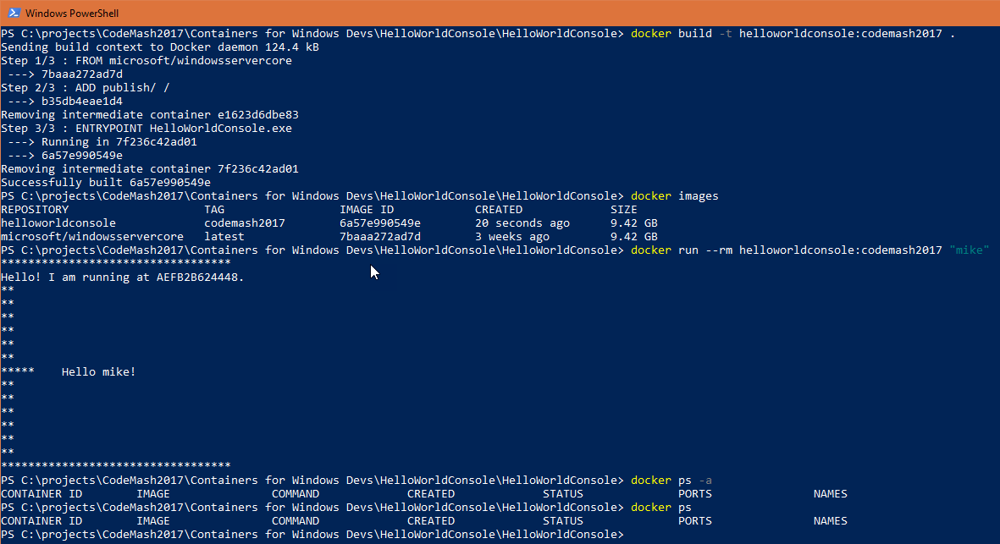 Windows PowerShell
PS C:\projects\CodeMash2017\Containers for Windows Devs\HelloWorldConsole\HelloWorldConsole> docker build -t helloworldconsole:codemash2017 .
Sending build context to Docker daemon 124.4 kB
Step 1/3 : FROM microsoft/windowsservercore
 ---> 7baaa272ad7d
Step 2/3 : ADD publish/ /
 ---> b35db4eae1d4
Removing intermediate container e1623d6dbe83
Step 3/3 : ENTRYPOINT HelloWorldConsole.exe
 ---> Running in 7f236c42ad01
 ---> 6a57e990549e
Removing intermediate container 7f236c42ad01
Successfully built 6a57e990549e
PS C:\projects\CodeMash2017\Containers for Windows Devs\HelloWorldConsole\HelloWorldConsole> docker images
REPOSITORY                    TAG                 IMAGE ID            CREATED             SIZE
helloworldconsole             codemash2017        6a57e990549e        20 seconds ago      9.42 GB
microsoft/windowsservercore   latest              7baaa272ad7d        3 weeks ago         9.42 GB
PS C:\projects\CodeMash2017\Containers for Windows Devs\HelloWorldConsole\HelloWorldConsole> docker run --rm helloworldconsole:codemash2017 "mike"
**********************************
Hello! I am running at AEFB2B624448.
**
**
**
**
**
**
*****    Hello mike!
**
**
**
**
**
**
**********************************
PS C:\projects\CodeMash2017\Containers for Windows Devs\HelloWorldConsole\HelloWorldConsole> docker ps -a
CONTAINER ID        IMAGE               COMMAND             CREATED             STATUS              PORTS               NAMES
PS C:\projects\CodeMash2017\Containers for Windows Devs\HelloWorldConsole\HelloWorldConsole> docker ps
CONTAINER ID        IMAGE               COMMAND             CREATED             STATUS              PORTS               NAMES
PS C:\projects\CodeMash2017\Containers for Windows Devs\HelloWorldConsole\HelloWorldConsole>